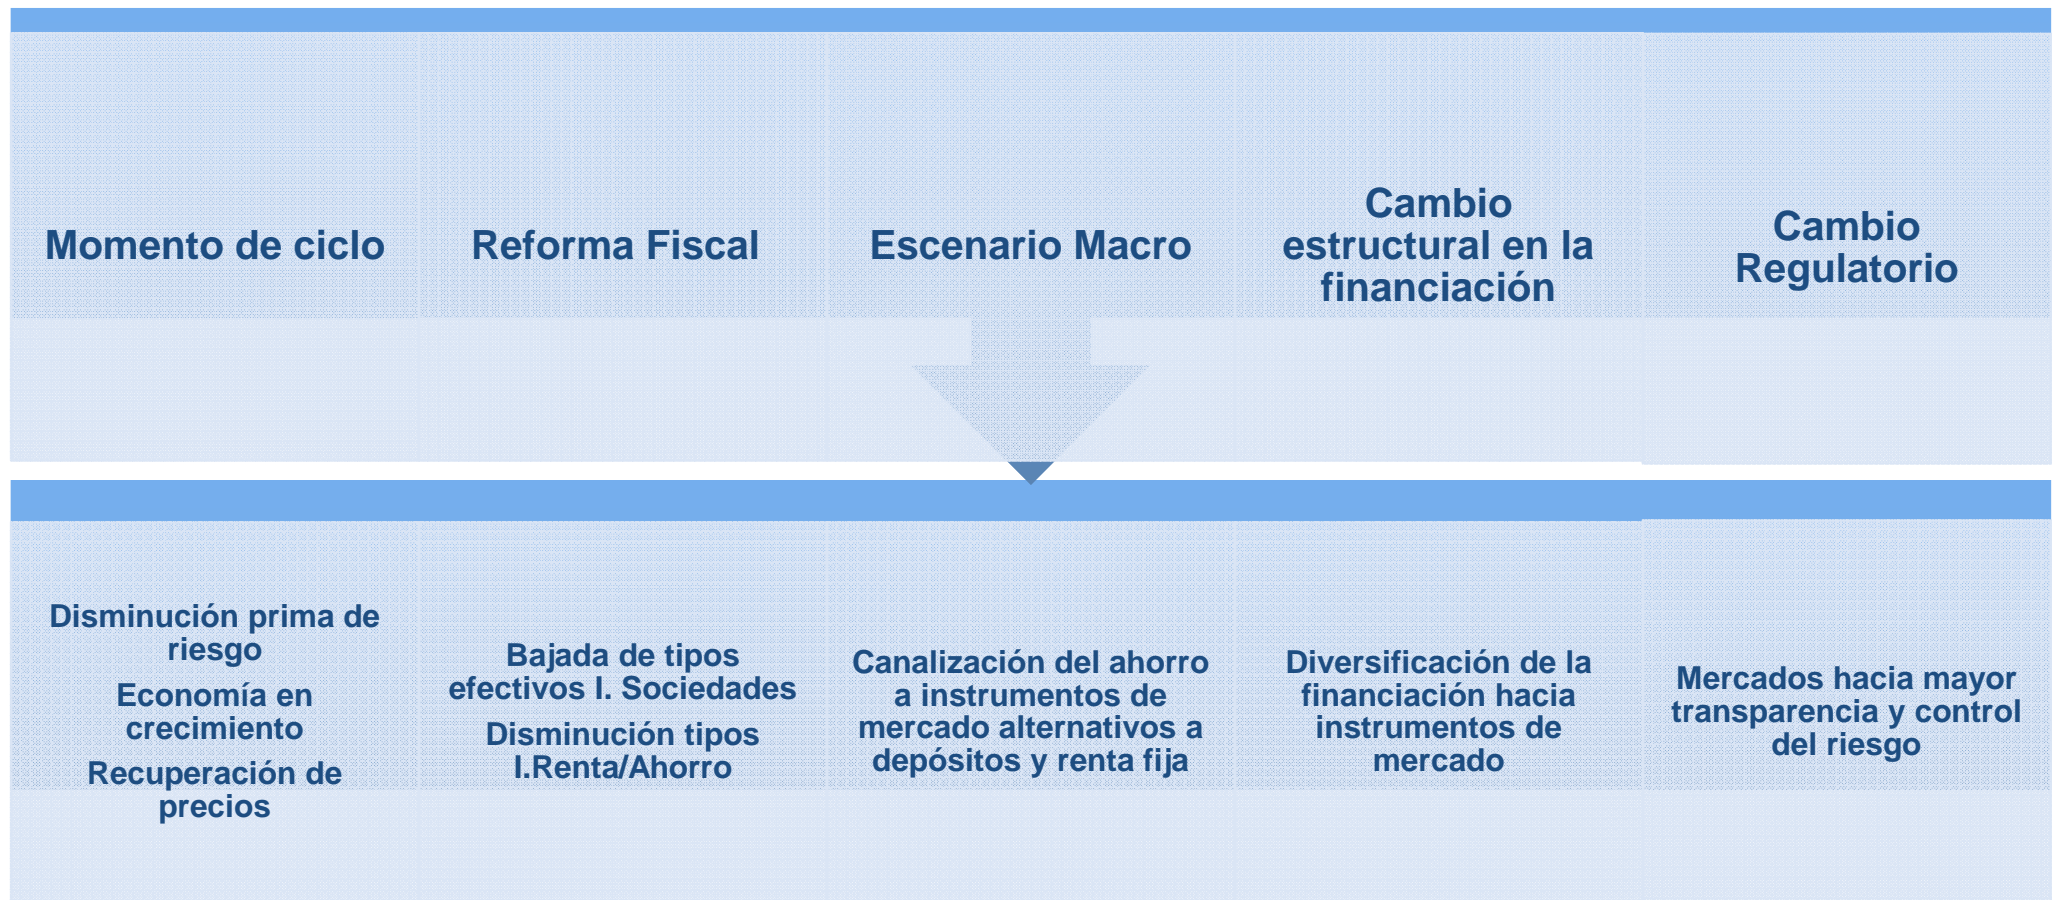 Momento de ciclo
Reforma Fiscal
Escenario Macro
Cambio
estructural en la
financiación
Cambio
Regulatorio
Disminución prima de
riesgo
Economía en
crecimiento
Recuperación de
precios
Bajada de tipos
efectivos I. Sociedades
Disminución tipos
I.Renta/Ahorro
Canalización del ahorro
a instrumentos de
mercado alternativos a
depósitos y renta fija
Diversificación de la
financiación hacia
instrumentos de
mercado
Mercados hacia mayor
transparencia y control
del riesgo